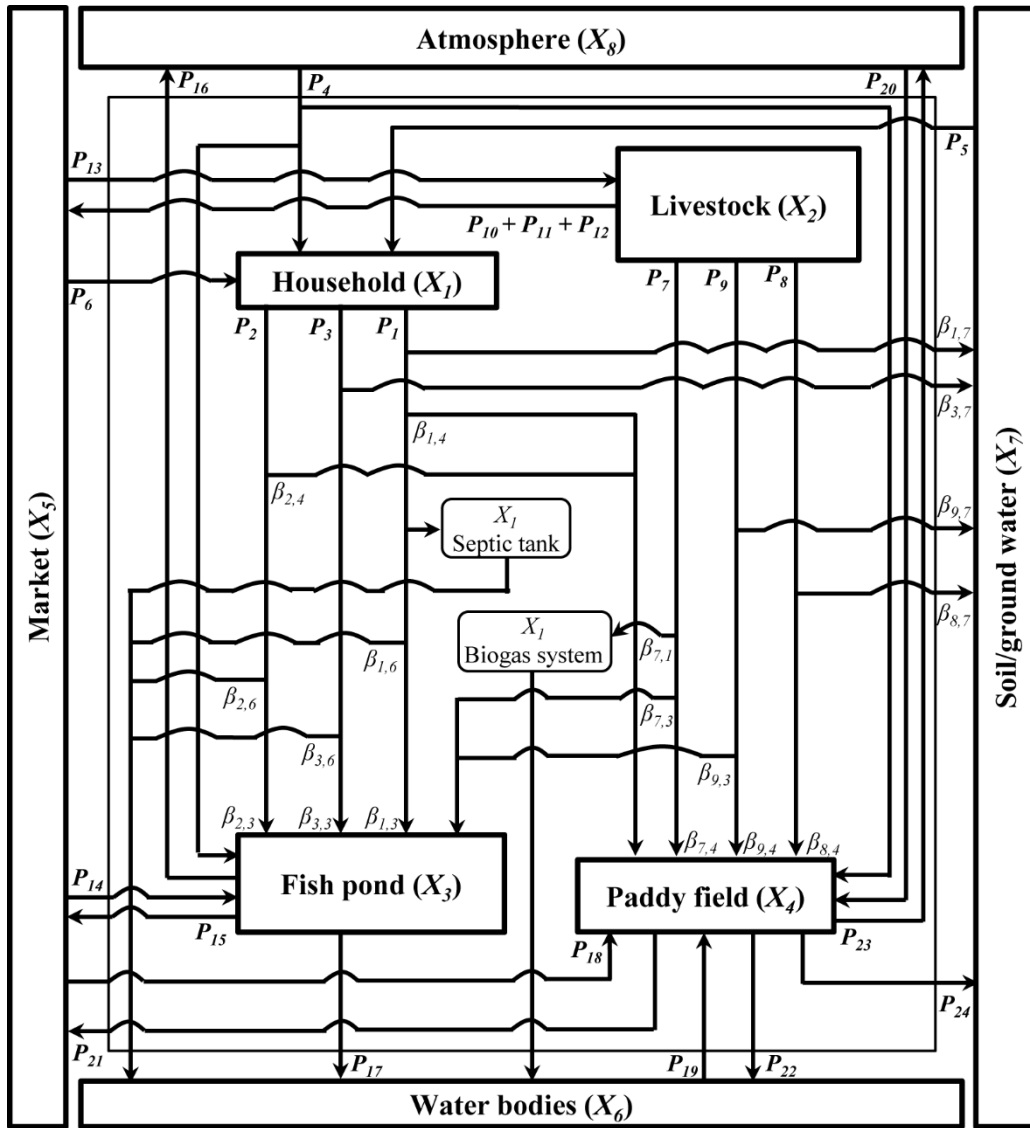 Atmosphere (X8)
P16
P4
P20
P13
P5
Livestock (X2)
P10 + P11 + P12
Household (X1)
P6
P7
P9
P8
P2
P3
P1
β1,7
β3,7
β1,4
β2,4
X1
Septic tank
β9,7
Market (X5)
Soil/ground water (X7)
β8,7
X1
Biogas system
β7,1
β1,6
β2,6
β7,3
β3,6
β9,3
β2,3
β3,3
β1,3
β7,4
β9,4
β8,4
P14
Fish pond (X3)
Paddy field (X4)
P15
P18
P23
P24
P21
P17
P19
P22
Water bodies (X6)